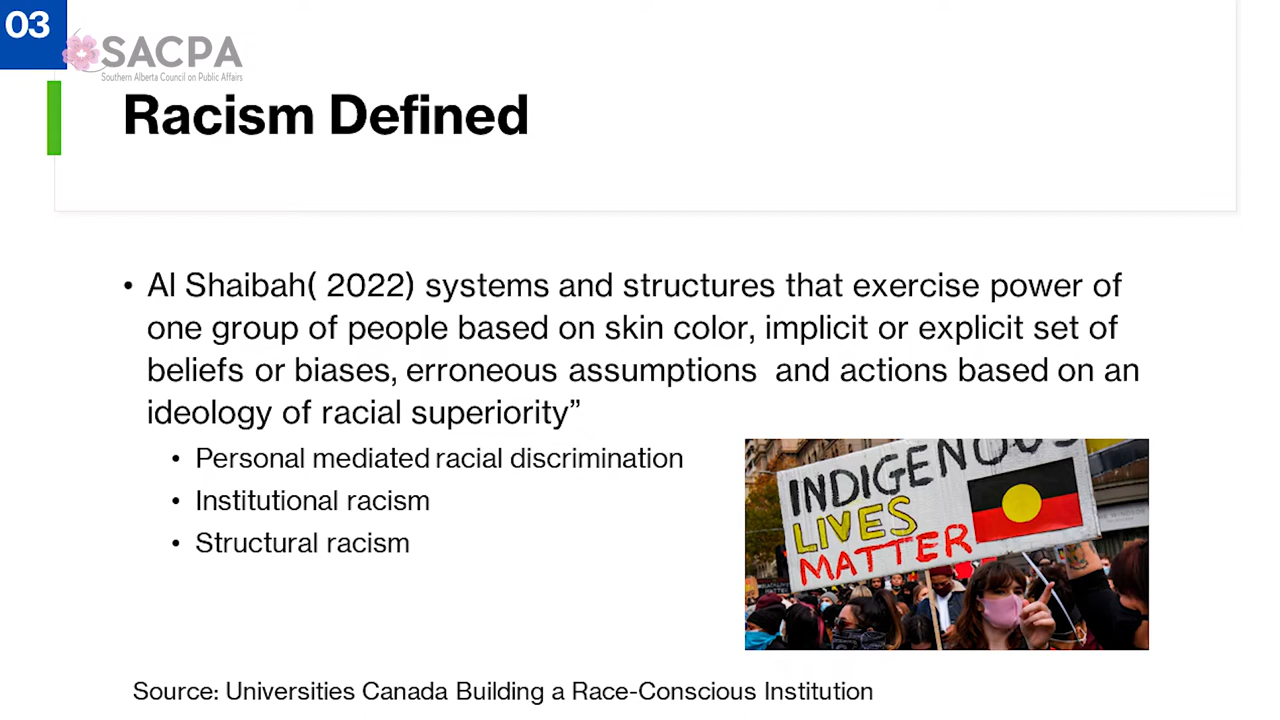 03
SACPA
Southern Alberta Council on Public Affairs
Racism Defined
• Al Shaibah( 2022) systems and structures that exercise power of
one group of people based on skin color, implicit or explicit set of
beliefs or biases, erroneous assumptions and actions based on an
ideology of racial superiority”
• Personal mediated racial discrimination
• Institutional racism
• Structural racism
INDIGENOUS
LIVES
MATTER
BLACK LIVES
MATTER
Source: Universities Canada Building a Race-Conscious Institution